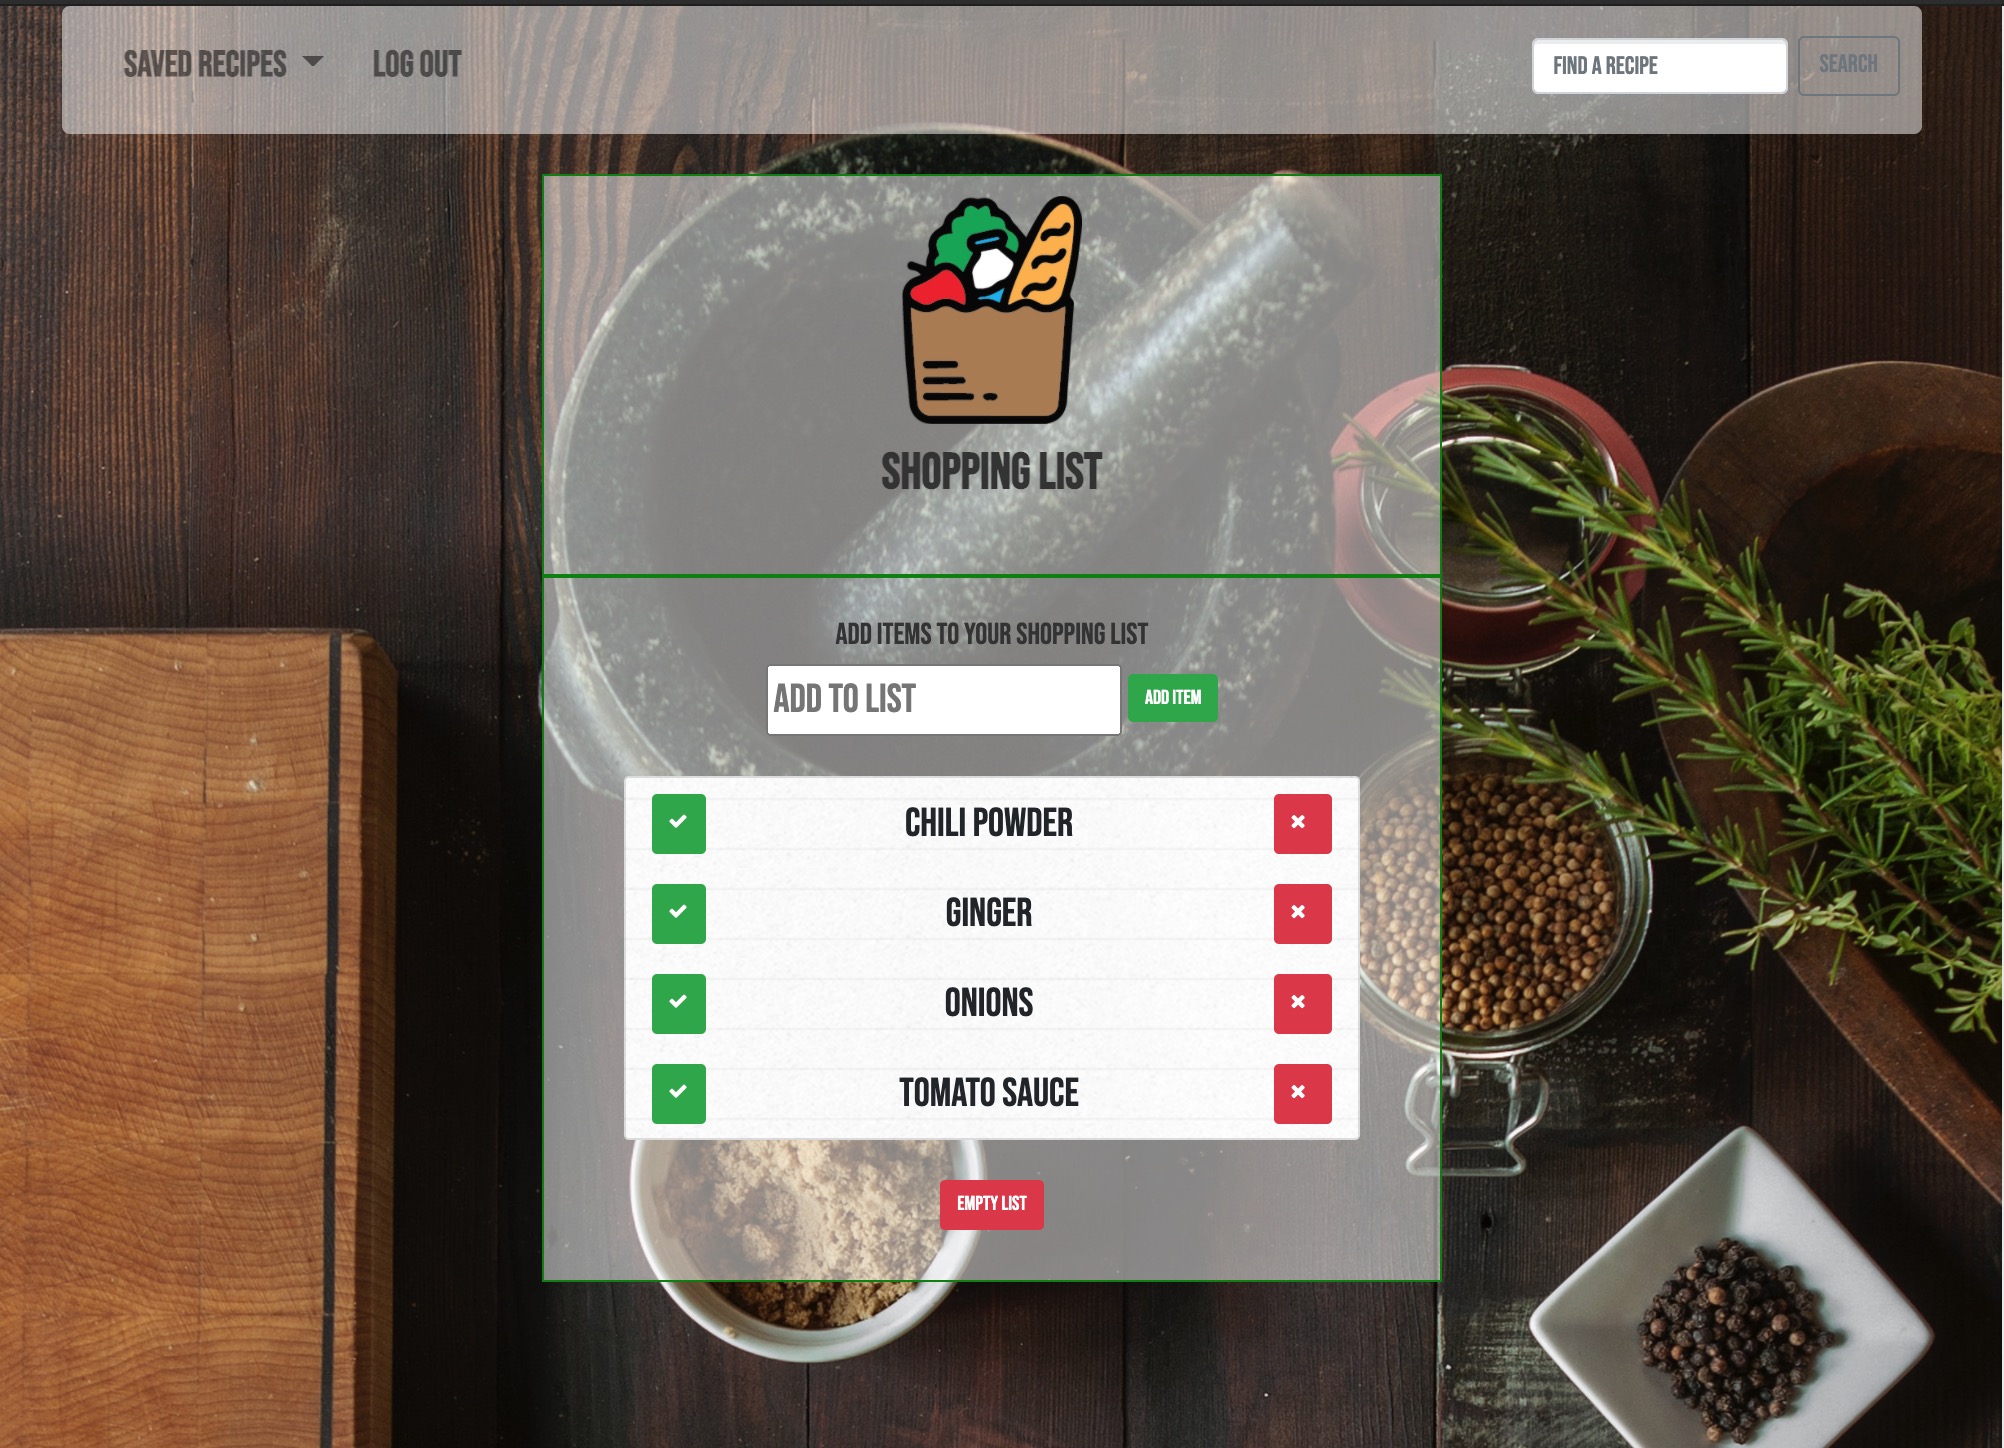 SAVED RECIPES
LOG OUT
FIND A RECIPE
SEARCH
SHOPPING LIST
ADD ITEMS TO YOUR SHOPPING LIST
ADD TO LIST
ADD ITEM
CHILI POWDER
GINGER
ONIONS
TOMATO SAUCE
EMPTY LIST